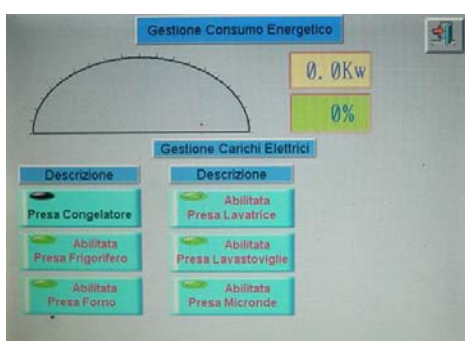 Gestione Consumo Energetico
0.0Kw
0%
Gestione Carichi Elettrici
Descrizione
Descrizione
Presa Congelatore
Abilitata
Presa Lavatrice
Abilitata
Presa Frigorifero
Abilitata
Presa Lavastoviglie
Abilitata
Presa Forno
Abilitata
Presa Micronde